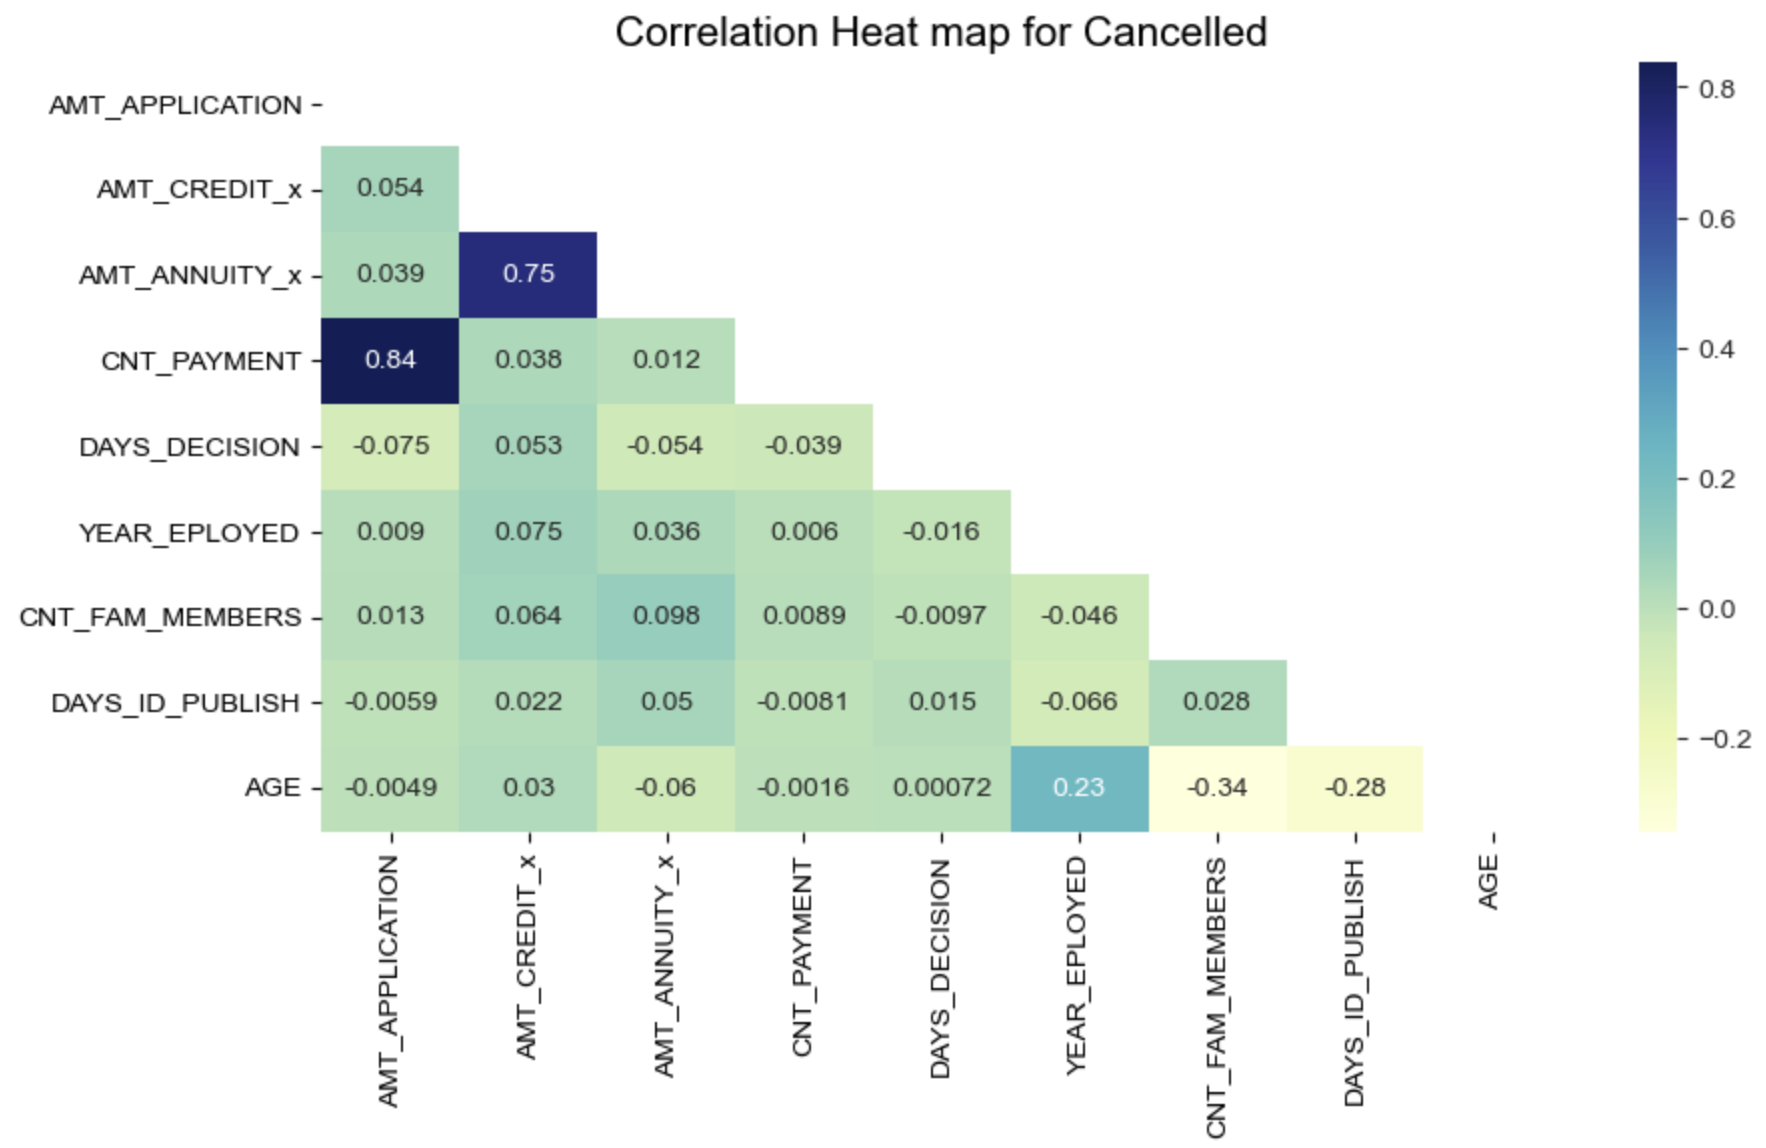 Correlation Heat map for Cancelled
AMT_APPLICATION
AMT_CREDIT_x 0.054
AMT_ANNUITY_x 0.039 0.75
CNT_PAYMENT 0.84 0.038 0.012
DAYS_DECISION -0.075 0.053 -0.054 -0.039
YEAR_EPLOYED 0.009 0.075 0.036 0.006 -0.016
CNT_FAM_MEMBERS 0.013 0.064 0.098 0.0089 -0.0097 -0.046
DAYS_ID_PUBLISH -0.0059 0.022 0.05 -0.0081 0.015 -0.066 0.028
AGE -0.0049 0.03 -0.06 -0.0016 0.00072 0.23 -0.34 -0.28
AMT_APPLICATION
AMT_CREDIT_x
AMT_ANNUITY_x
CNT_PAYMENT
DAYS_DECISION
YEAR_EPLOYED
CNT_FAM_MEMBERS
DAYS_ID_PUBLISH
AGE
0.8
0.6
0.4
0.2
0.0
−0.2